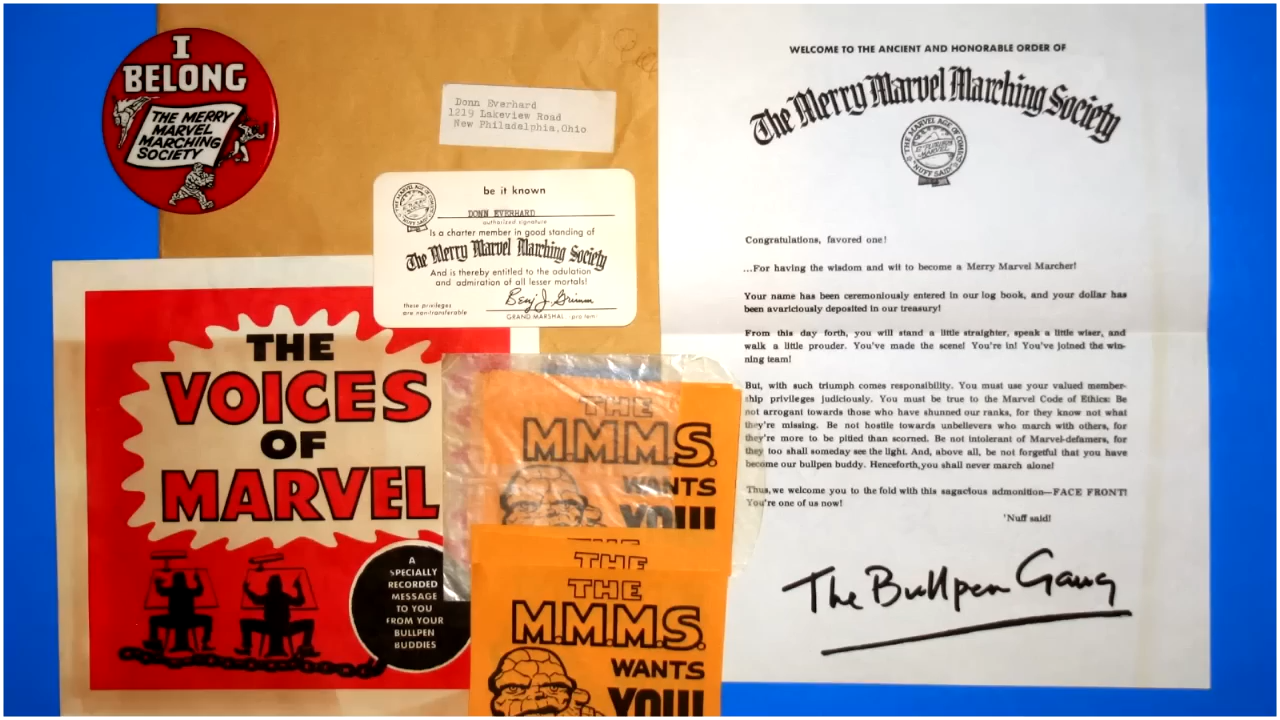 I
BELONG
THE MERRY
MARVEL
MARCHING
SOCIETY
Donn Everhard
1219 Lakeview Road
New Philadelphia,Ohio
be it known
DONN EVERHARD
authorized signature
Is a charter member in good standing of
The Merry Marvel Marching Society
And is thereby entitled to the adulation
and admiration of all lesser mortals!
these privileges
are non-transferable
Benj. J. Grimm
GRAND MARSHAL (pro tem)
THE
VOICES
OF
MARVEL
A
SPECIALLY
RECORDED
MESSAGE
TO YOU
FROM YOUR
BULLPEN
BUDDIES
THE
M.M.M.S.
WANTS
YOU!
THE
THE
M.M.M.S.
WANTS
YOU!
WELCOME TO THE ANCIENT AND HONORABLE ORDER OF
The Merry Marvel Marching Society
THE MARVEL AGE OF COMICS
'NUFF SAID!
Congratulations, favored one!
...For having the wisdom and wit to become a Merry Marvel Marcher!
Your name has been ceremoniously entered in our log book, and your dollar has
been avariciously deposited in our treasury!
From this day forth, you will stand a little straighter, speak a little wiser, and
walk a little prouder. You've made the scene! You're in! You've joined the win-
ning team!
But, with such triumph comes responsibility. You must use your valued member-
ship privileges judiciously. You must be true to the Marvel Code of Ethics: Be
not arrogant towards those who have shunned our ranks, for they know not what
they're missing. Be not hostile towards unbelievers who march with others, for
they're more to be pitied than scorned. Be not intolerant of Marvel-defamers, for
they too shall someday see the light. And, above all, be not forgetful that you have
become our bullpen buddy. Henceforth, you shall never march alone!
Thus, we welcome you to the fold with this sagacious admonition—FACE FRONT!
You're one of us now!
'Nuff said!
The Bullpen Gang